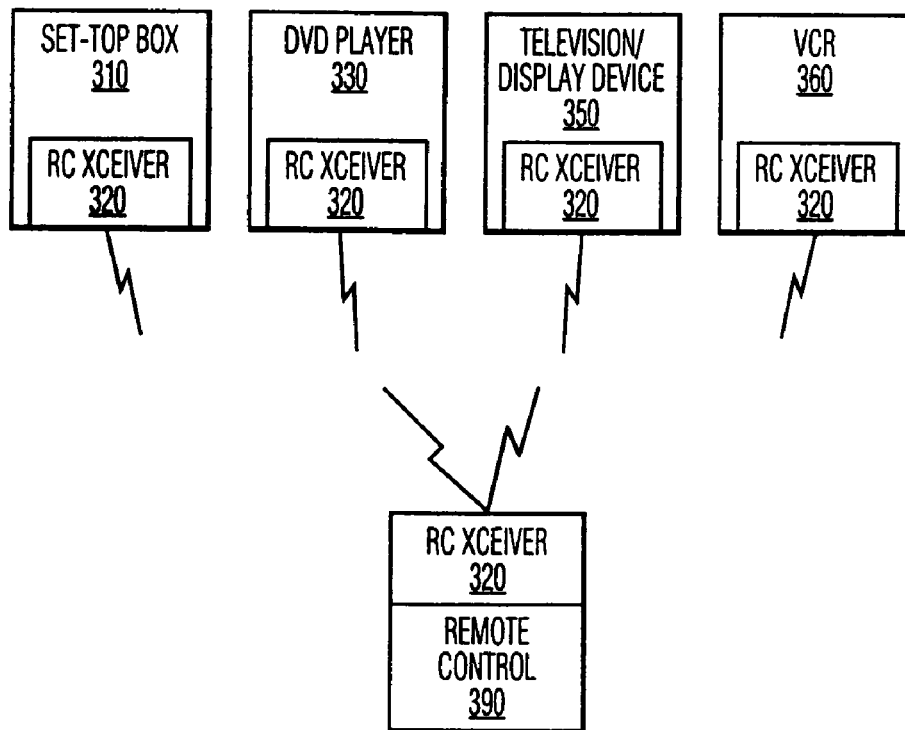 SET-TOP BOX
310
RC XCEIVER
320
DVD PLAYER
330
RC XCEIVER
320
TELEVISION/
DISPLAY DEVICE
350
RC XCEIVER
320
VCR
360
RC XCEIVER
320
RC XCEIVER
320
REMOTE
CONTROL
390